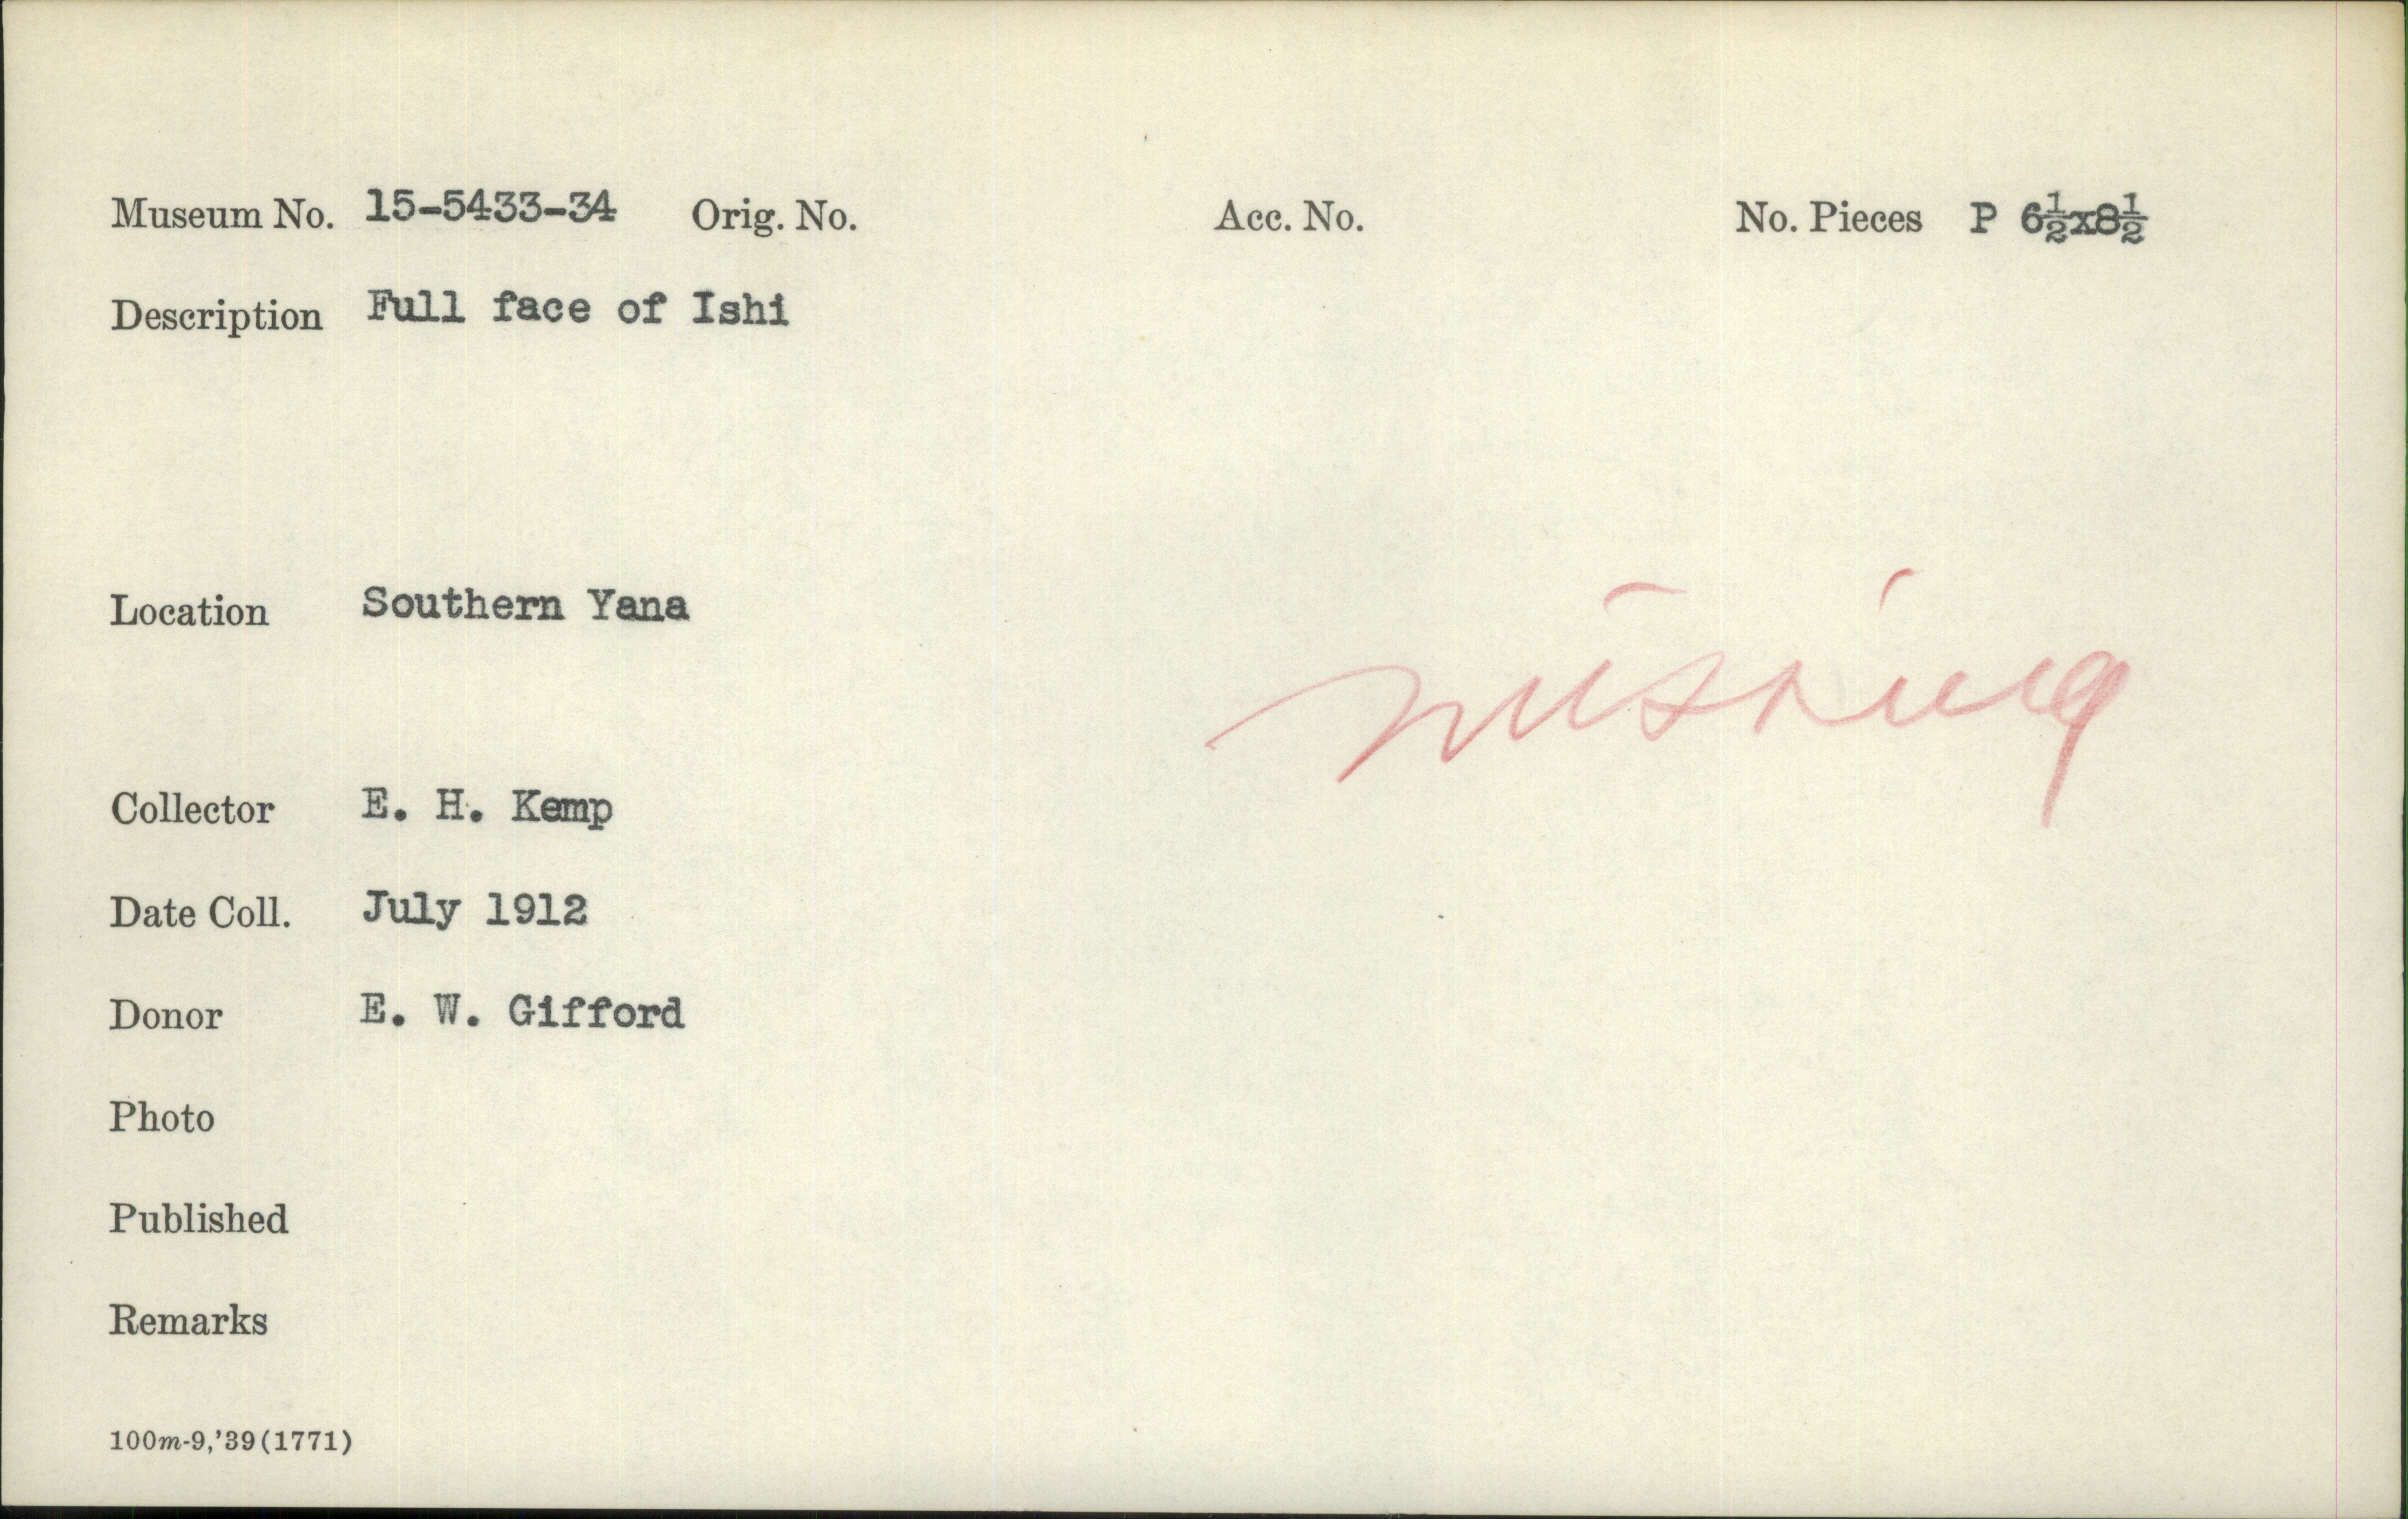 Museum No. 15-5433-34 Orig. No. Acc. No. No. Pieces P 6½x8½
Description Full face of Ishi
Location Southern Yana
missing
Collector E. H. Kemp
Date Coll. July 1912
Donor E. W. Gifford
Photo
Published
Remarks
100m-9,'39(1771)